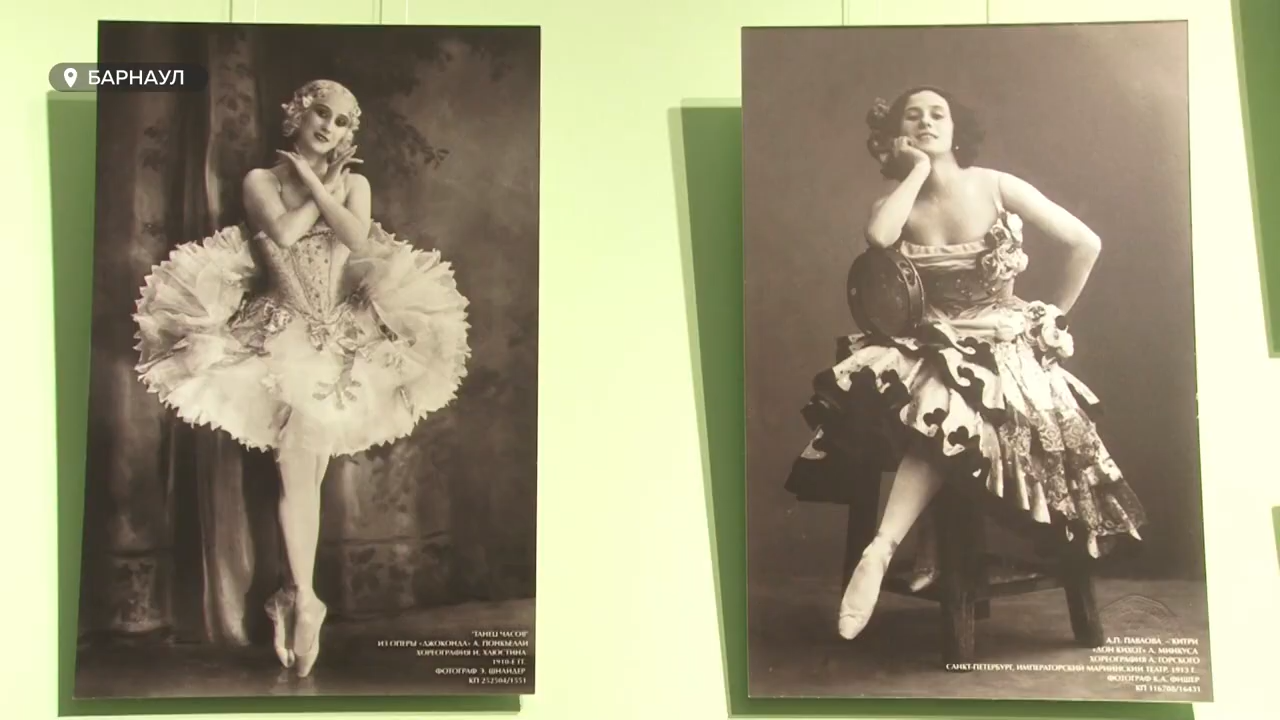 БАРНАУЛ
"ТАНЕЦ ЧАСОВ"
ИЗ ОПЕРЫ «ДЖОКОНДА» А. ПОНКЬЕЛЛИ
ХОРЕОГРАФИЯ И. ХЛЮСТИНА
1910-Е ГГ.
ФОТОГРАФ Э. ШНАЙДЕР
КП 252504/1551
А.П. ПАВЛОВА - КИТРИ
«ДОН КИХОТ» Л. МИНКУСА
ХОРЕОГРАФИЯ А. ГОРСКОГО
САНКТ-ПЕТЕРБУРГ, ИМПЕРАТОРСКИЙ МАРИИНСКИЙ ТЕАТР. 1913 Г.
ФОТОГРАФ К.А. ФИШЕР
КП 116708/16431